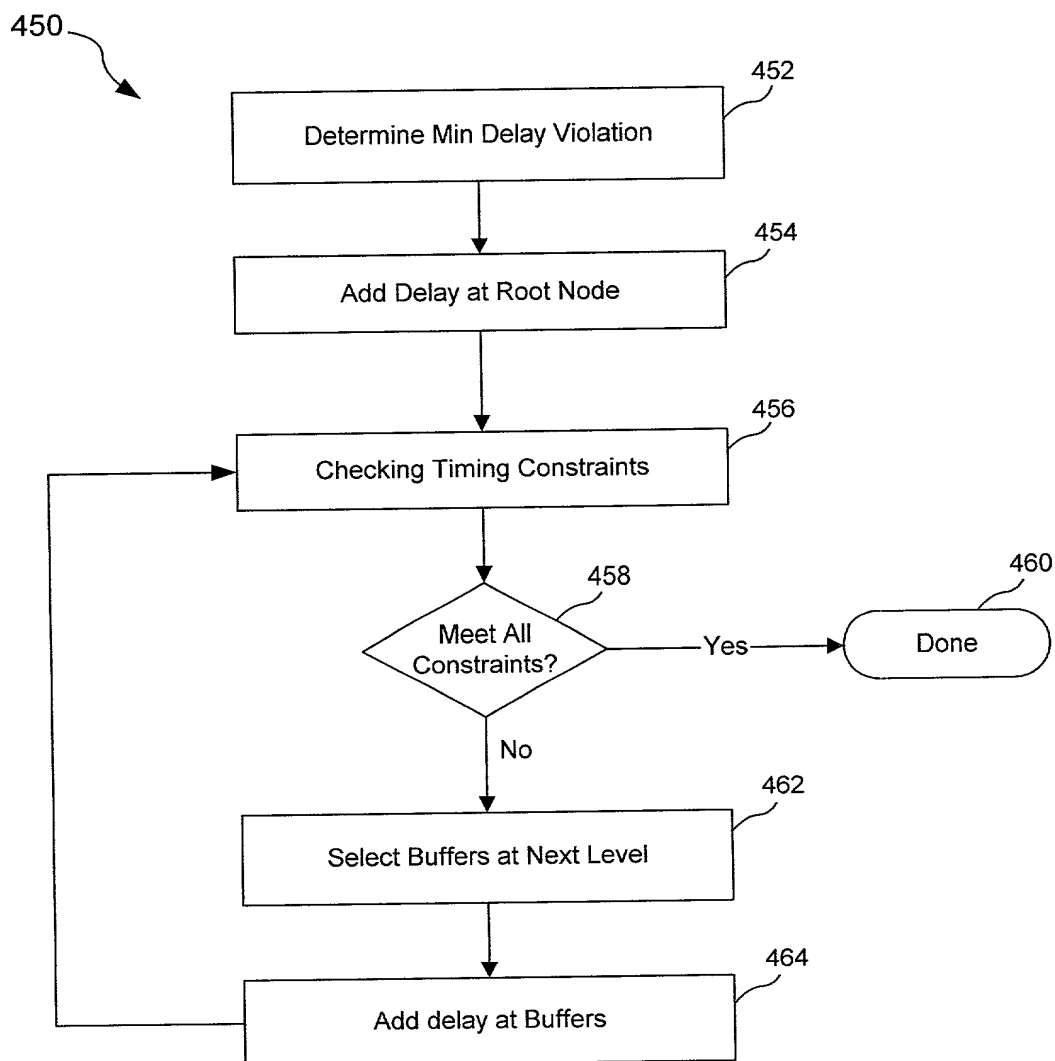 450
452
Determine Min Delay Violation
454
Add Delay at Root Node
456
Checking Timing Constraints
458
Meet All
Constraints?
Yes
460
Done
No
462
Select Buffers at Next Level
464
Add delay at Buffers